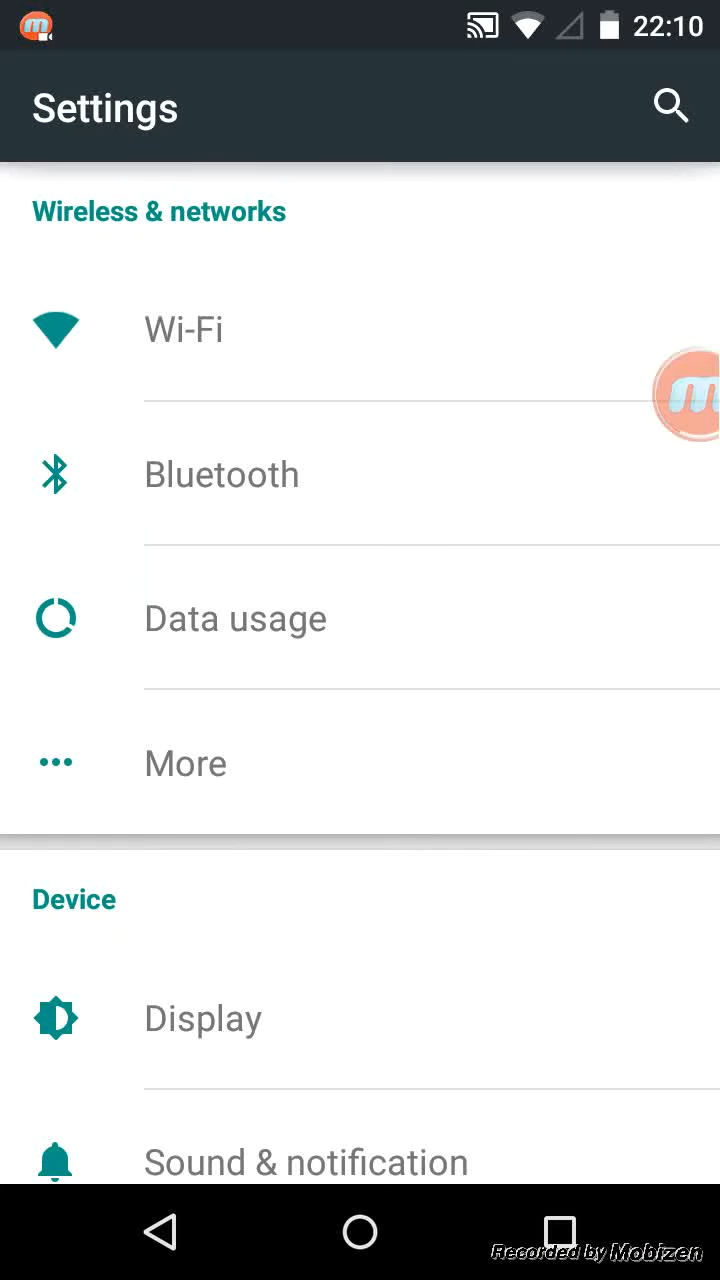 22:10
Settings
Wireless & networks
Wi-Fi
Bluetooth
Data usage
More
Device
Display
Sound & notification
Recorded by Mobizen